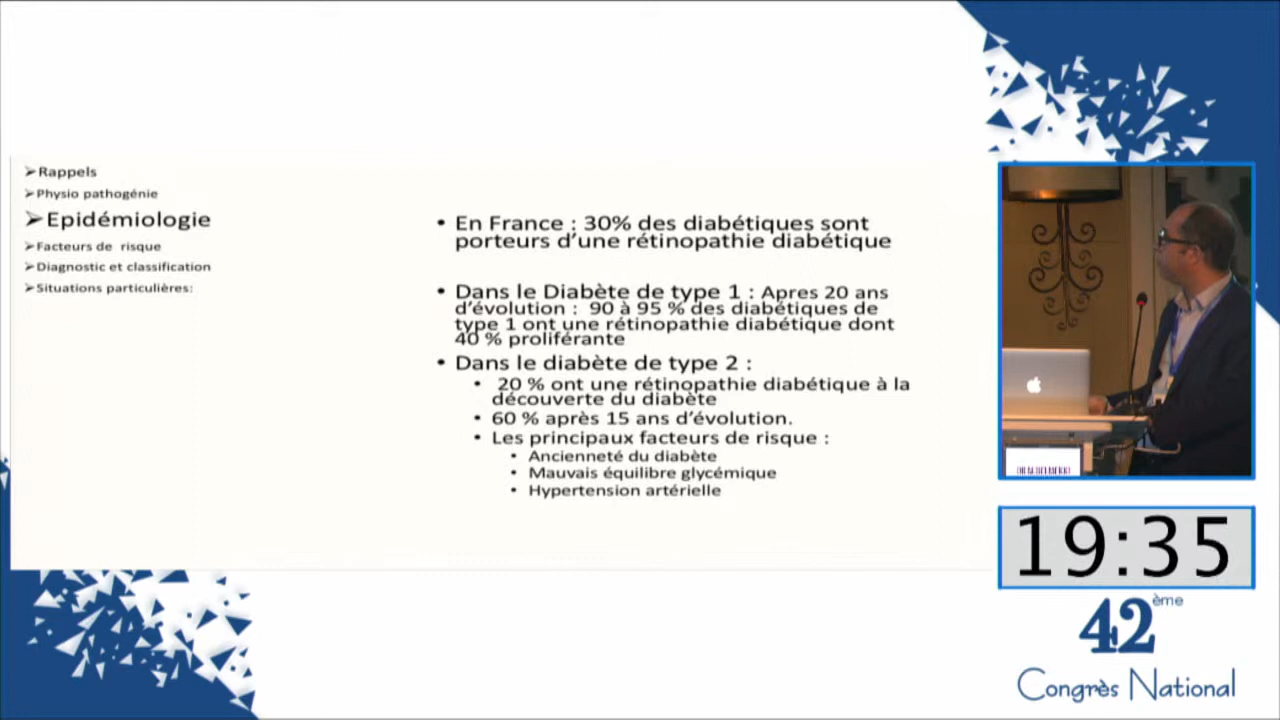 ➢Rappels
➢Physio pathogénie
➢Epidémiologie
➢Facteurs de risque
➢Diagnostic et classification
➢Situations particulières:
• En France : 30% des diabétiques sont
porteurs d’une rétinopathie diabétique
• Dans le Diabète de type 1 : Apres 20 ans
d’évolution : 90 à 95 % des diabétiques de
type 1 ont une rétinopathie diabétique dont
40 % proliférante
• Dans le diabète de type 2 :
• 20 % ont une rétinopathie diabétique à la
découverte du diabète
• 60 % après 15 ans d’évolution.
• Les principaux facteurs de risque :
• Ancienneté du diabète
• Mauvais équilibre glycémique
• Hypertension artérielle
19:35
42ème
Congrès National